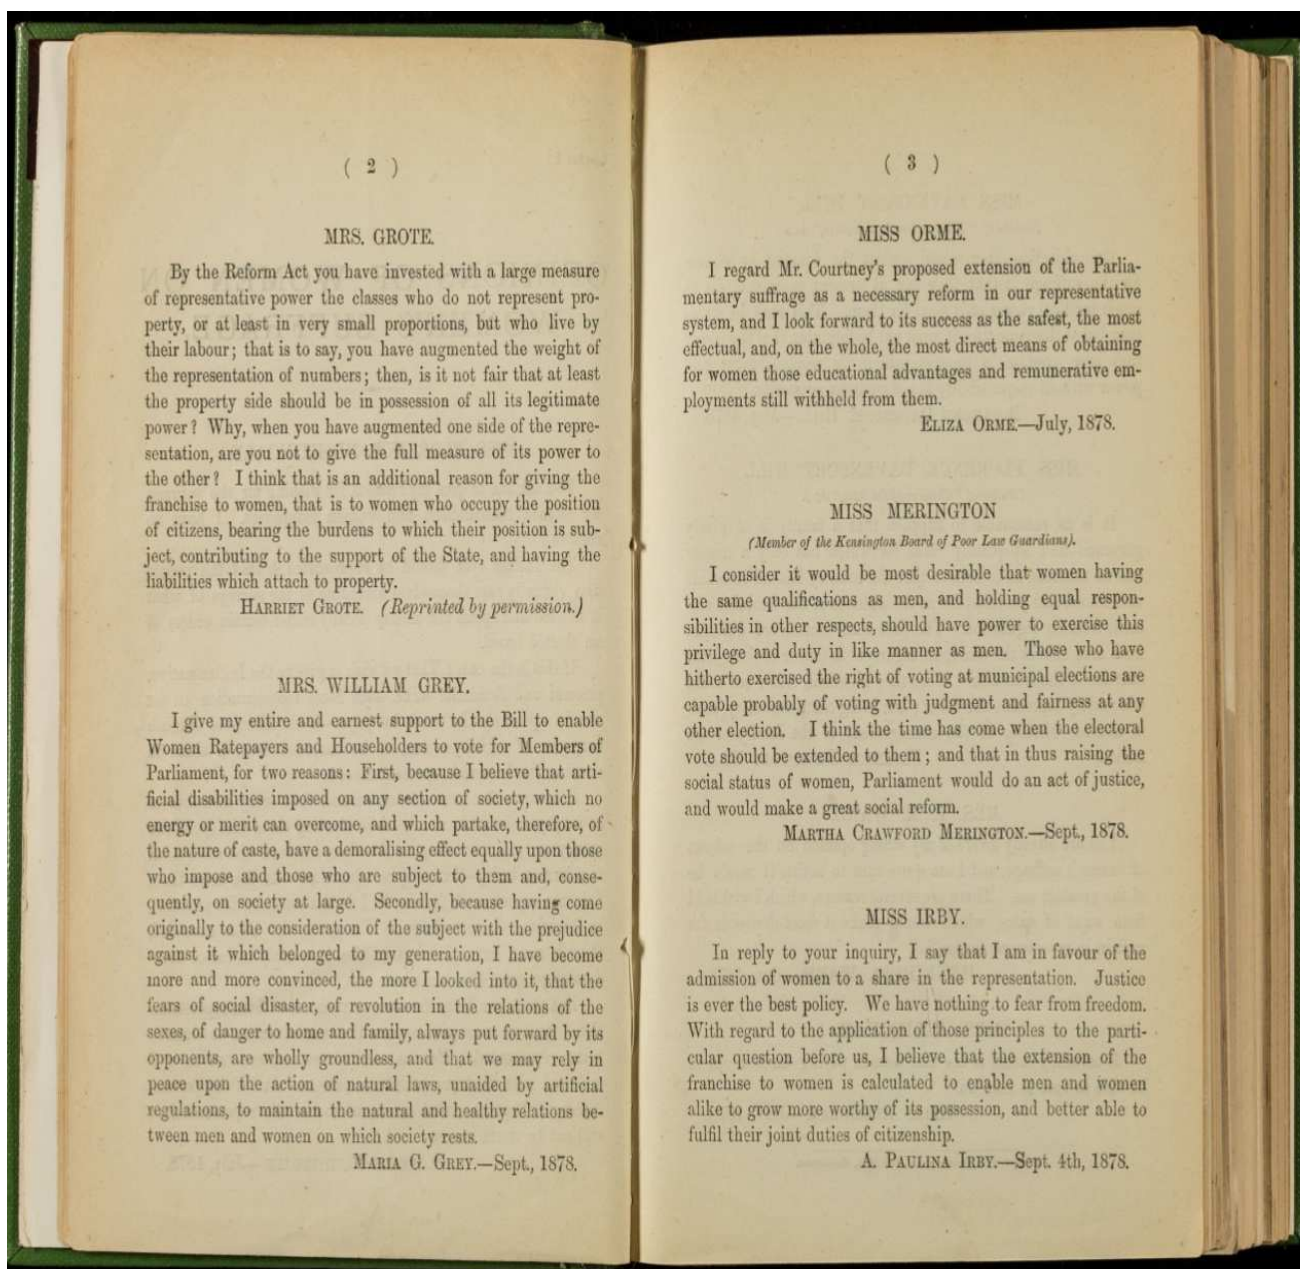 ( 2 )
MRS. GROTE.
By the Reform Act you have invested with a large measure
of representative power the classes who do not represent pro-
perty, or at least in very small proportions, but who live by
their labour; that is to say, you have augmented the weight of
the representation of numbers; then, is it not fair that at least
the property side should be in possession of all its legitimate
power? Why, when you have augmented one side of the repre-
sentation, are you not to give the full measure of its power to
the other? I think that is an additional reason for giving the
franchise to women, that is to women who occupy the position
of citizens, bearing the burdens to which their position is sub-
ject, contributing to the support of the State, and having the
liabilities which attach to property.
HARRIET GROTE. (Reprinted by permission.)
MRS. WILLIAM GREY.
I give my entire and earnest support to the Bill to enable
Women Ratepayers and Householders to vote for Members of
Parliament, for two reasons: First, because I believe that arti-
ficial disabilities imposed on any section of society, which no
energy or merit can overcome, and which partake, therefore, of
the nature of caste, have a demoralising effect equally upon those
who impose and those who are subject to them and, conse-
quently, on society at large. Secondly, because having come
originally to the consideration of the subject with the prejudice
against it which belonged to my generation, I have become
more and more convinced, the more I looked into it, that the
fears of social disaster, of revolution in the relations of the
sexes, of danger to home and family, always put forward by its
opponents, are wholly groundless, and that we may rely in
peace upon the action of natural laws, unaided by artificial
regulations, to maintain the natural and healthy relations be-
tween men and women on which society rests.
MARIA G. GREY.—Sept., 1878.
( 3 )
MISS ORME.
I regard Mr. Courtney's proposed extension of the Parlia-
mentary suffrage as a necessary reform in our representative
system, and I look forward to its success as the safest, the most
effectual, and, on the whole, the most direct means of obtaining
for women those educational advantages and remunerative em-
ployments still withheld from them.
ELIZA ORME.—July, 1878.
MISS MERINGTON
(Member of the Kensington Board of Poor Law Guardians).
I consider it would be most desirable that women having
the same qualifications as men, and holding equal respon-
sibilities in other respects, should have power to exercise this
privilege and duty in like manner as men. Those who have
hitherto exercised the right of voting at municipal elections are
capable probably of voting with judgment and fairness at any
other election. I think the time has come when the electoral
vote should be extended to them; and that in thus raising the
social status of women, Parliament would do an act of justice,
and would make a great social reform.
MARTHA CRAWFORD MERINGTON.—Sept., 1878.
MISS IRBY.
In reply to your inquiry, I say that I am in favour of the
admission of women to a share in the representation. Justice
is ever the best policy. We have nothing to fear from freedom.
With regard to the application of those principles to the parti-
cular question before us, I believe that the extension of the
franchise to women is calculated to enable men and women
alike to grow more worthy of its possession, and better able to
fulfil their joint duties of citizenship.
A. PAULINA IRBY.—Sept. 4th, 1878.